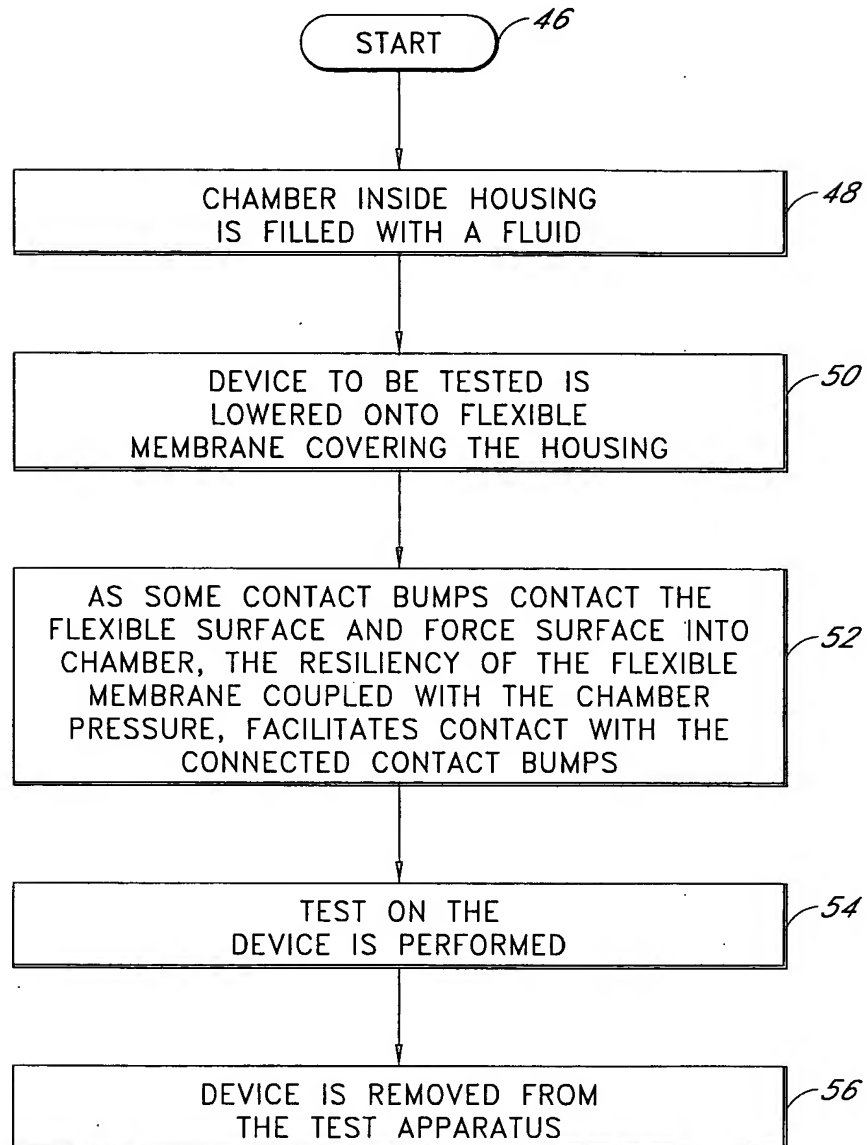 START
46
CHAMBER INSIDE HOUSING
IS FILLED WITH A FLUID
48
DEVICE TO BE TESTED IS
LOWERED ONTO FLEXIBLE
MEMBRANE COVERING THE HOUSING
50
AS SOME CONTACT BUMPS CONTACT THE
FLEXIBLE SURFACE AND FORCE SURFACE INTO
CHAMBER, THE RESILIENCY OF THE FLEXIBLE
MEMBRANE COUPLED WITH THE CHAMBER
PRESSURE, FACILITATES CONTACT WITH THE
CONNECTED CONTACT BUMPS
52
TEST ON THE
DEVICE IS PERFORMED
54
DEVICE IS REMOVED FROM
THE TEST APPARATUS
56